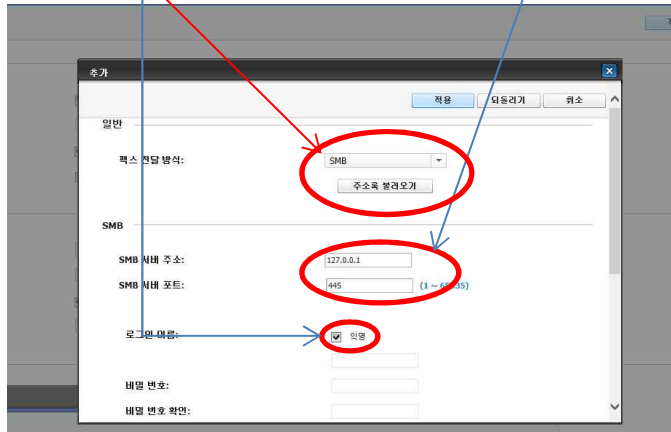 추가
적용 되돌리기 취소
일반
팩스 전달 방식: SMB
주소록 불러오기
SMB
SMB 서버 주소: 127.0.0.1
SMB 서버 포트: 445 (1 ~ 65535)
로그인 이름: 익명
비밀 번호:
비밀 번호 확인: